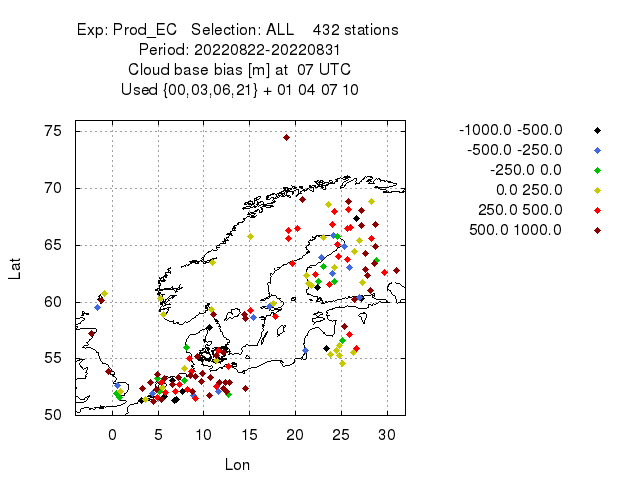 Exp: Prod_EC   Selection: ALL    432 stations
Period: 20220822-20220831
Cloud base bias [m] at  07 UTC
Used {00,03,06,21} + 01 04 07 10
-1000.0 -500.0
-500.0 -250.0
-250.0 0.0
0.0 250.0
250.0 500.0
500.0 1000.0
75
70
65
60
55
50
Lat
0 5 10 15 20 25 30
Lon